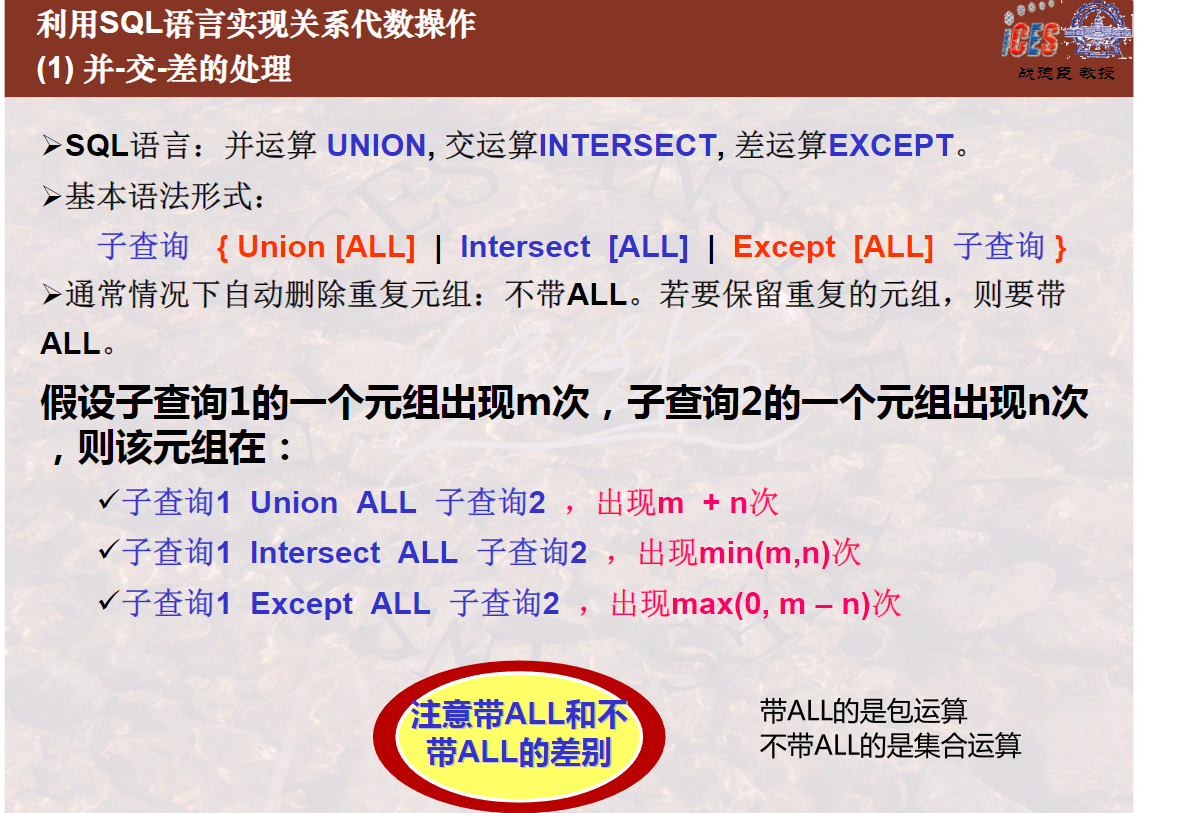 利用SQL语言实现关系代数操作
(1) 并-交-差的处理
iCES
战德臣 教授
➢SQL语言：并运算 UNION, 交运算INTERSECT, 差运算EXCEPT。
➢基本语法形式：
子查询 { Union [ALL] | Intersect [ALL] | Except [ALL] 子查询 }
➢通常情况下自动删除重复元组：不带ALL。若要保留重复的元组，则要带
ALL。
假设子查询1的一个元组出现m次，子查询2的一个元组出现n次
，则该元组在：
✓子查询1 Union ALL 子查询2 ，出现m + n次
✓子查询1 Intersect ALL 子查询2 ，出现min(m,n)次
✓子查询1 Except ALL 子查询2 ，出现max(0, m – n)次
注意带ALL和不
带ALL的差别
带ALL的是包运算
不带ALL的是集合运算